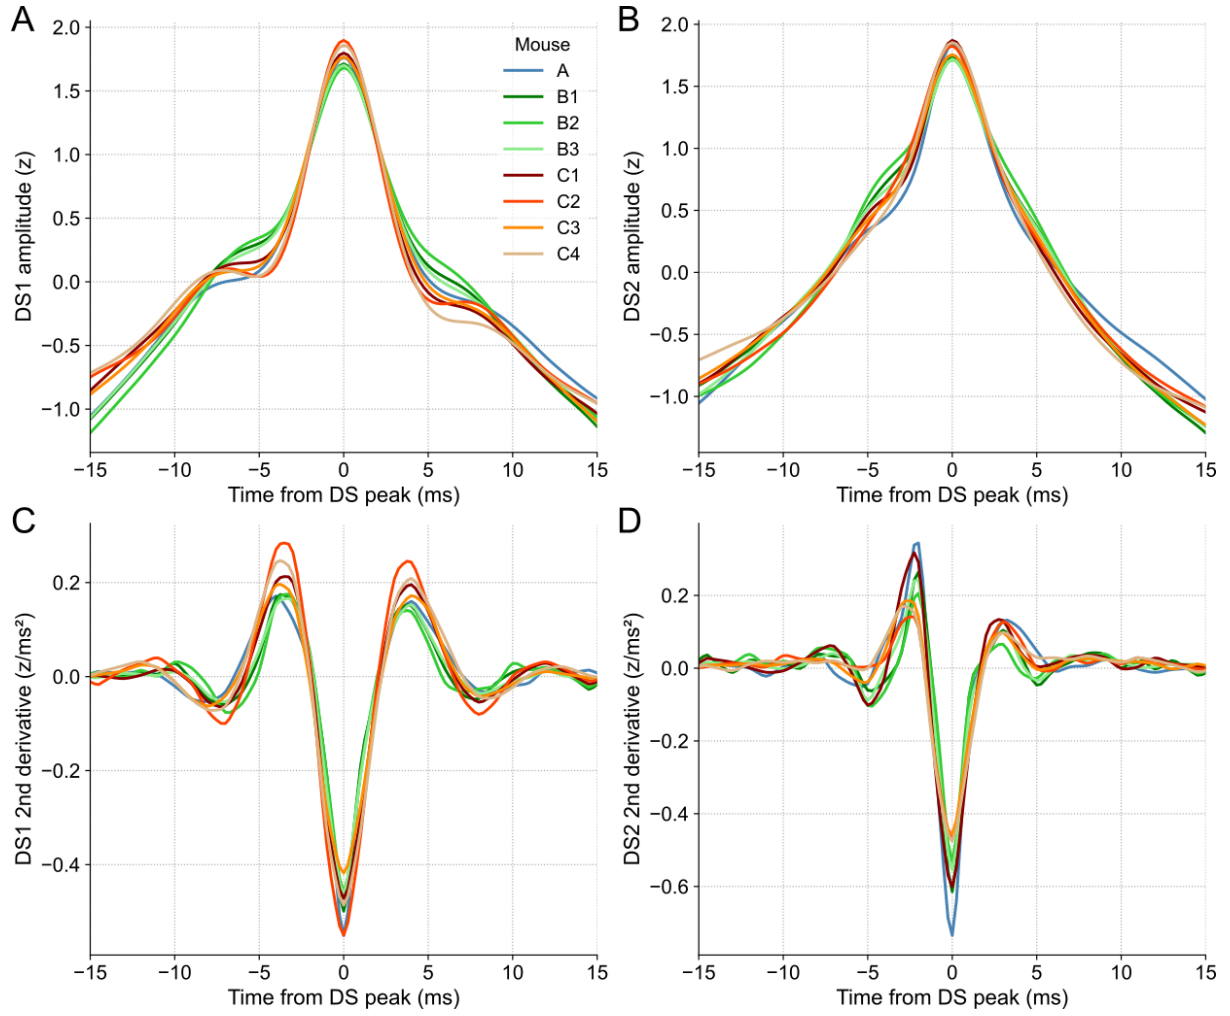 A
DS1 amplitude (z)
2.0
1.5
1.0
0.5
0.0
−0.5
−1.0
−15
−10
−5
0
5
10
15
Time from DS peak (ms)
Mouse
A
B1
B2
B3
C1
C2
C3
C4
B
DS2 amplitude (z)
2.0
1.5
1.0
0.5
0.0
−0.5
−1.0
−15
−10
−5
0
5
10
15
Time from DS peak (ms)
C
DS1 2nd derivative (z/ms²)
0.2
0.0
−0.2
−0.4
−15
−10
−5
0
5
10
15
Time from DS peak (ms)
D
DS2 2nd derivative (z/ms²)
0.2
0.0
−0.2
−0.4
−0.6
−15
−10
−5
0
5
10
15
Time from DS peak (ms)